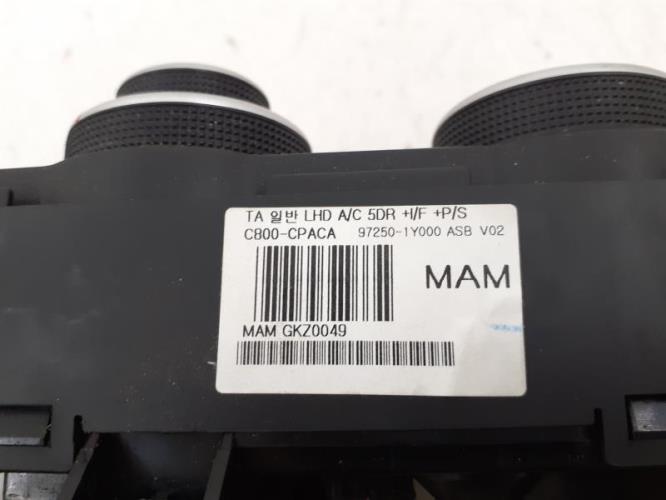 TA 일반 LHD A/C 5DR +I/F +P/S
C800-CPACA 97250-1Y000 ASB V02
MAM
MAM GKZ0049